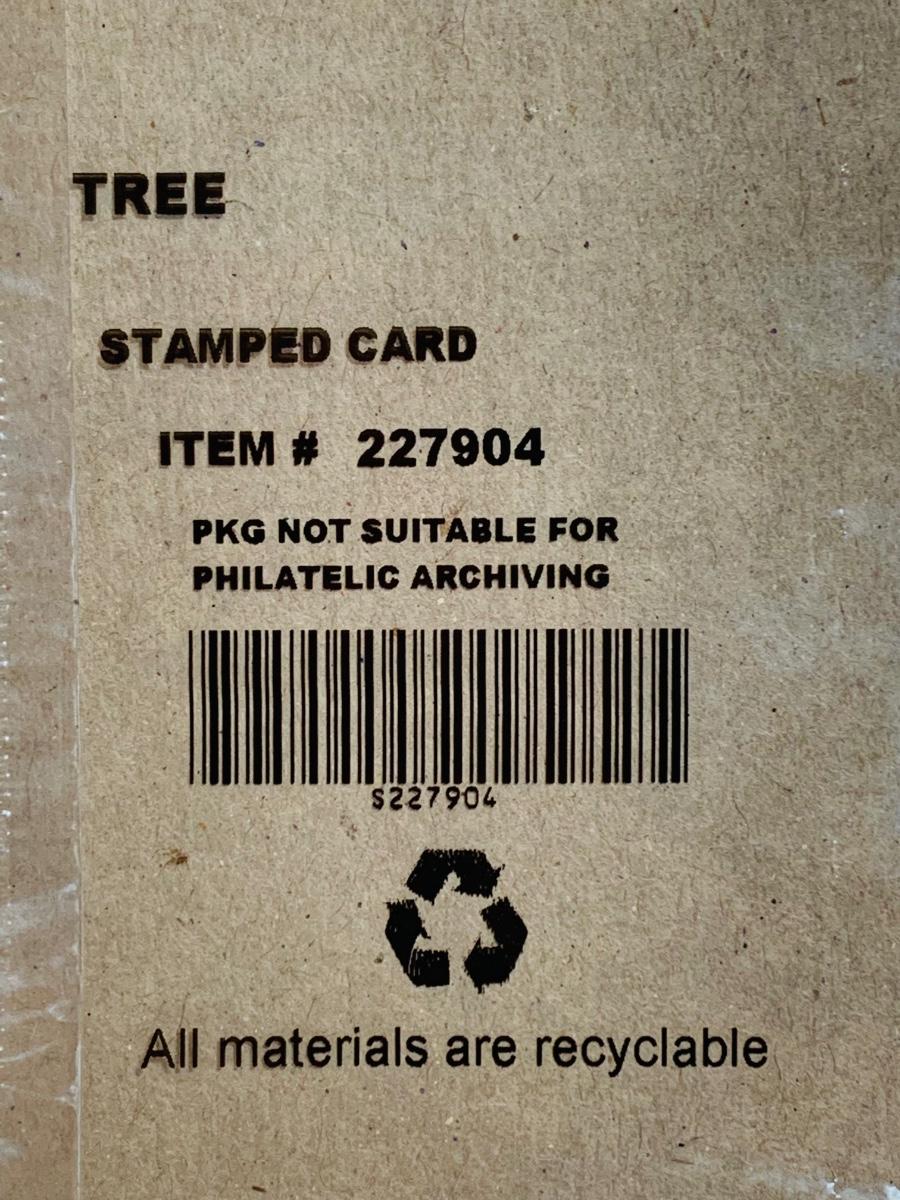 TREE
STAMPED CARD
ITEM # 227904
PKG NOT SUITABLE FOR
PHILATELIC ARCHIVING
S227904
All materials are recyclable